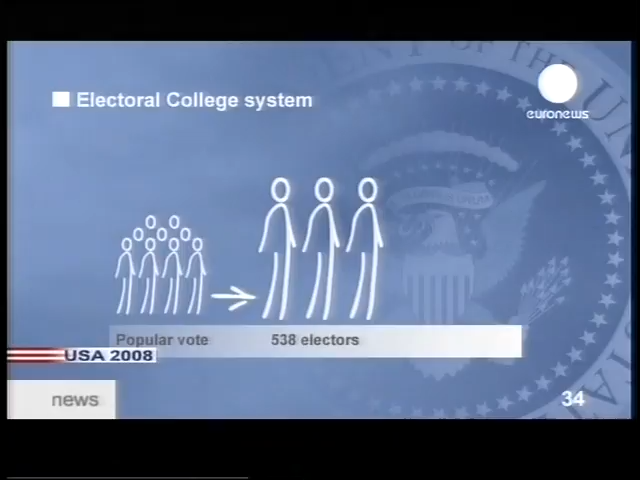 Electoral College system
euronews
Popular vote
538 electors
USA 2008
news
34